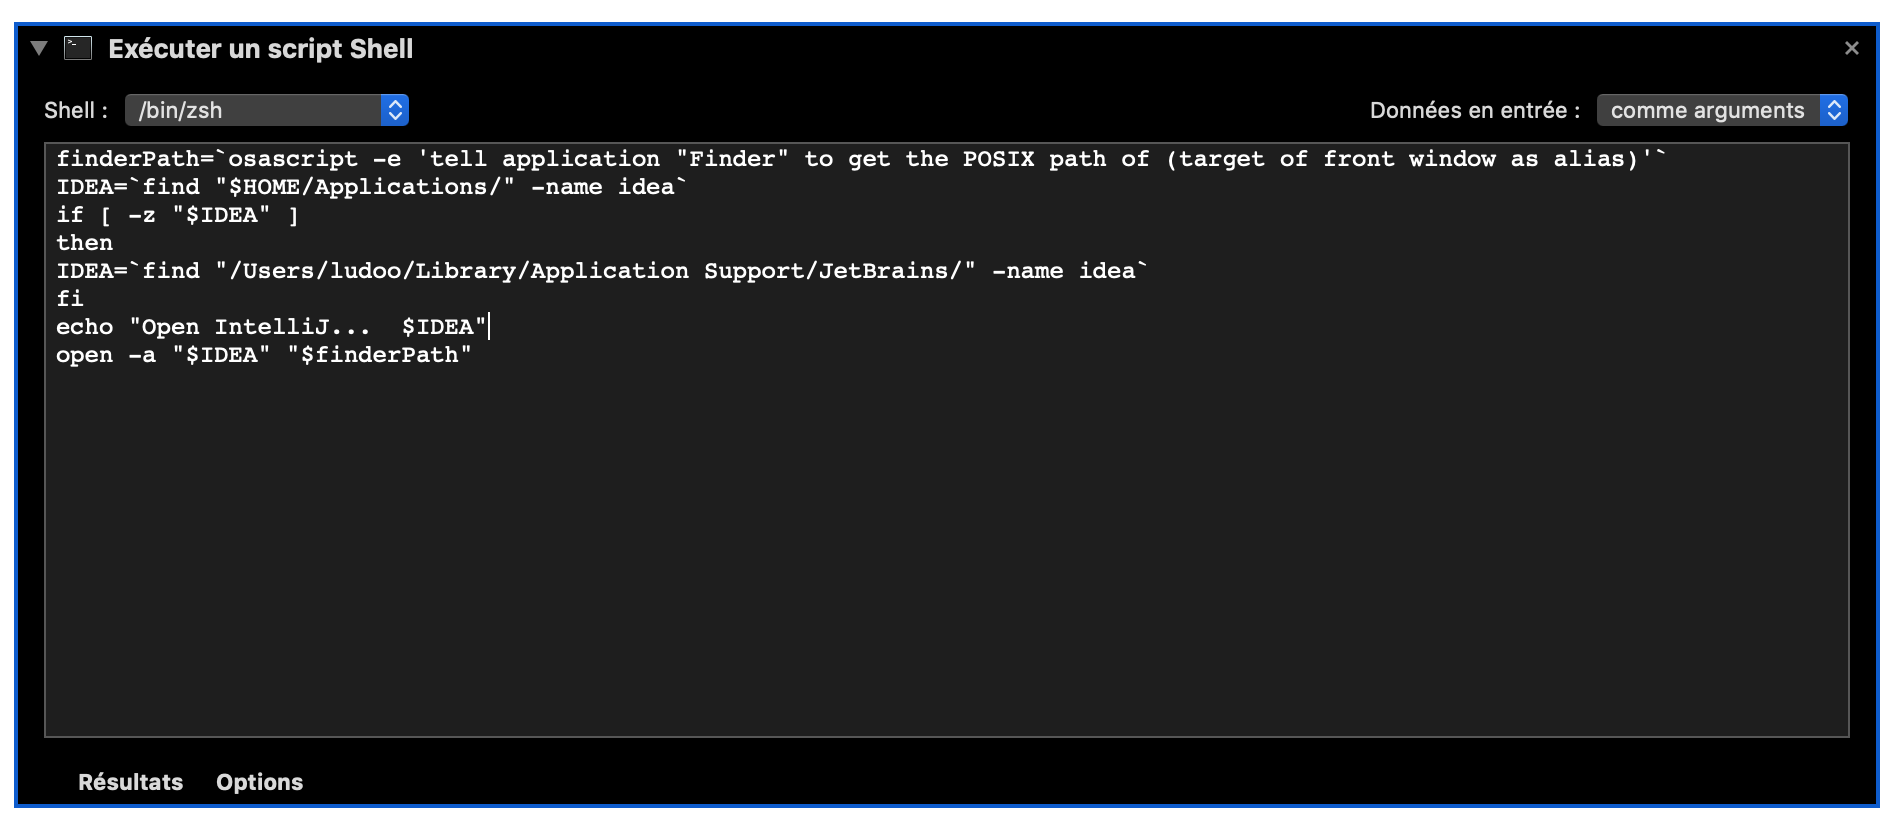 Exécuter un script Shell
Shell : /bin/zsh Données en entrée : comme arguments
finderPath=`osascript -e 'tell application "Finder" to get the POSIX path of (target of front window as alias)'`
IDEA=`find "$HOME/Applications/" -name idea`
if [ -z "$IDEA" ]
then
IDEA=`find "/Users/ludoo/Library/Application Support/JetBrains/" -name idea`
fi
echo "Open IntelliJ...  $IDEA"
open -a "$IDEA" "$finderPath"
Résultats Options